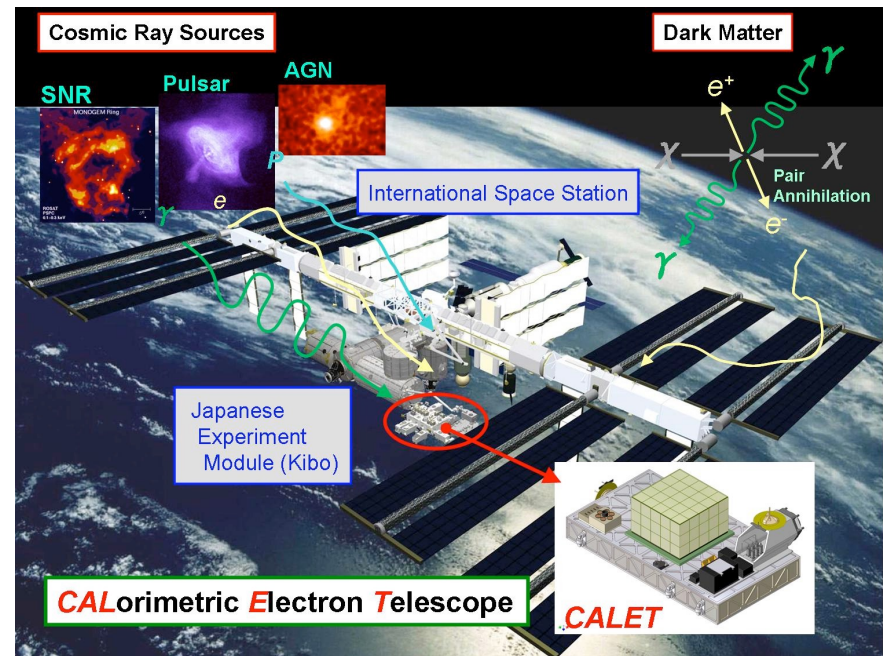 Cosmic Ray Sources
Dark Matter
SNR
Pulsar
AGN
MONOGEM Ring
ROSAT
PSPC
P
γ
e
International Space Station
γ
e+
χ
χ
Pair
Annihilation
e-
γ
Japanese
Experiment
Module (Kibo)
CALorimetric Electron Telescope
CALET